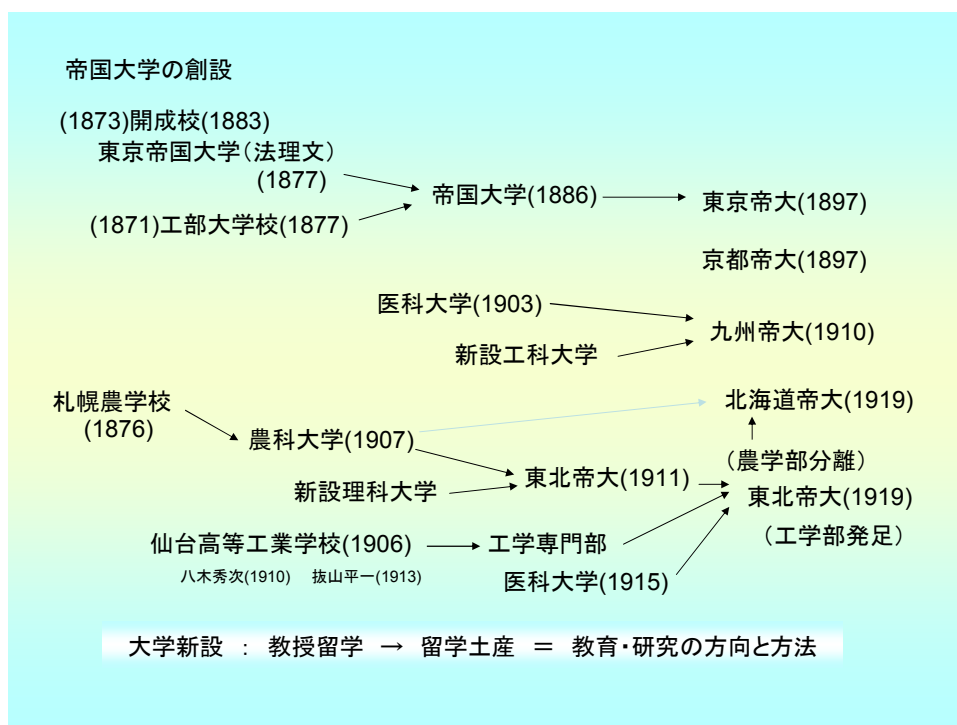 帝国大学の創設
(1873)開成校(1883)
東京帝国大学(法理文)
(1877)
帝国大学(1886)
東京帝大(1897)
(1871)工部大学校(1877)
京都帝大(1897)
医科大学(1903)
九州帝大(1910)
新設工科大学
札幌農学校
(1876)
北海道帝大(1919)
農科大学(1907)
(農学部分離)
新設理科大学
東北帝大(1911)
東北帝大(1919)
(工学部発足)
仙台高等工業学校(1906)
工学専門部
八木秀次(1910) 抜山平一(1913)
医科大学(1915)
大学新設 : 教授留学 → 留学土産 = 教育・研究の方向と方法